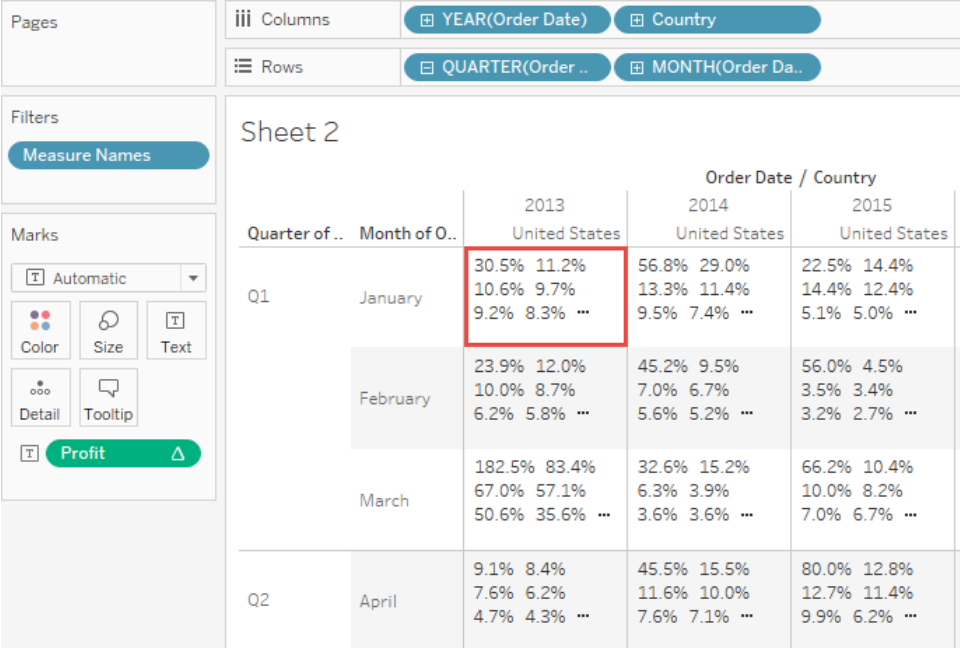 Pages
Columns
YEAR(Order Date)
Country
Rows
QUARTER(Order ..
MONTH(Order Da..
Filters
Measure Names
Marks
T Automatic
Color
Size
T
Text
Detail
Tooltip
T Profit Δ
Sheet 2
Order Date / Country
2013 2014 2015
Quarter of .. Month of O.. United States United States United States
Q1
January
30.5% 11.2%
10.6% 9.7%
9.2% 8.3% ...
56.8% 29.0%
13.3% 11.4%
9.5% 7.4% ...
22.5% 14.4%
14.4% 12.4%
5.1% 5.0% ...
February
23.9% 12.0%
10.0% 8.7%
6.2% 5.8% ...
45.2% 9.5%
7.0% 6.7%
5.6% 5.2% ...
56.0% 4.5%
3.5% 3.4%
3.2% 2.7% ...
March
182.5% 83.4%
67.0% 57.1%
50.6% 35.6% ...
32.6% 15.2%
6.3% 3.9%
3.6% 3.6% ...
66.2% 10.4%
10.0% 8.2%
7.0% 6.7% ...
Q2
April
9.1% 8.4%
7.6% 6.2%
4.7% 4.3% ...
45.5% 15.5%
11.6% 10.0%
7.6% 7.1% ...
80.0% 12.8%
12.7% 11.4%
9.9% 6.2% ...